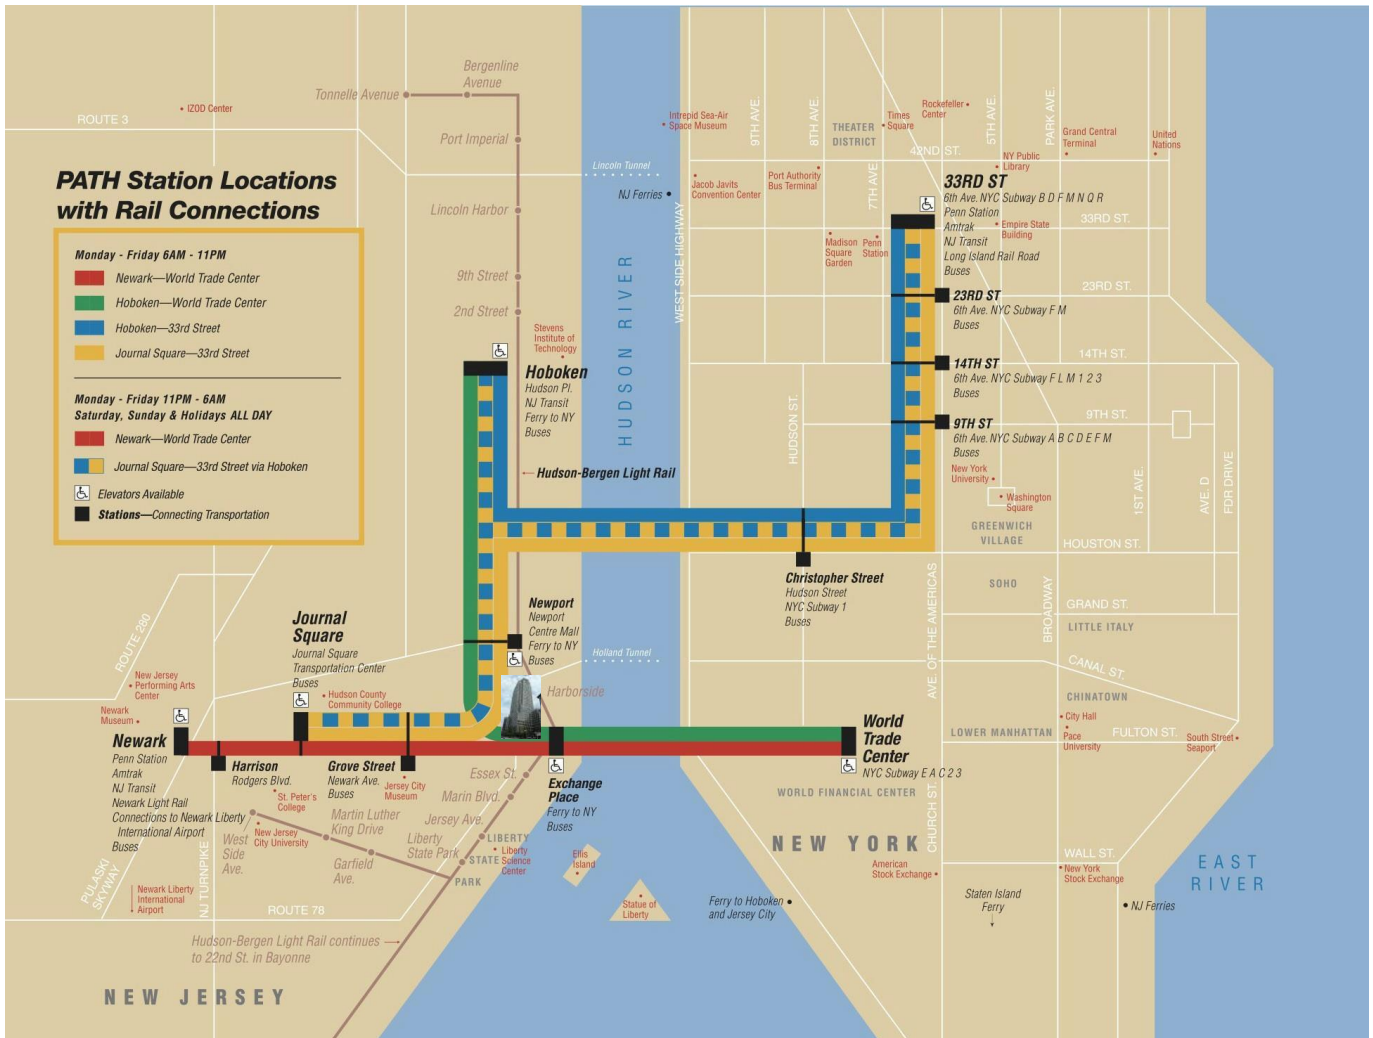 PATH Station Locations
with Rail Connections
Monday - Friday 6AM - 11PM
Newark—World Trade Center
Hoboken—World Trade Center
Hoboken—33rd Street
Journal Square—33rd Street
Monday - Friday 11PM - 6AM
Saturday, Sunday & Holidays ALL DAY
Newark—World Trade Center
Journal Square—33rd Street via Hoboken
Elevators Available
Stations—Connecting Transportation
IZOD Center
ROUTE 3
Tonnelle Avenue
Bergenline
Avenue
Port Imperial
Lincoln Harbor
9th Street
2nd Street
Stevens
Institute of
Technology
Hoboken
Hudson Pl.
NJ Transit
Ferry to NY
Buses
Hudson-Bergen Light Rail
Lincoln Tunnel
NJ Ferries
HUDSON RIVER
WEST SIDE HIGHWAY
Intrepid Sea-Air
Space Museum
Jacob Javits
Convention Center
9TH AVE.
8TH AVE.
Port Authority
Bus Terminal
THEATER
DISTRICT
7TH AVE
Times
Square
Rockefeller
Center
42ND ST.
5TH AVE.
PARK AVE.
Grand Central
Terminal
United
Nations
NY Public
Library
33RD ST
6th Ave. NYC Subway B D F M N Q R
Penn Station
Amtrak
NJ Transit
Long Island Rail Road
Buses
33RD ST.
Empire State
Building
Madison
Square
Garden
Penn
Station
23RD ST
6th Ave. NYC Subway F M
Buses
23RD ST.
14TH ST
6th Ave. NYC Subway F L M 1 2 3
Buses
14TH ST.
9TH ST
6th Ave. NYC Subway A B C D E F M
Buses
9TH ST.
HUDSON ST.
New York
University
Washington
Square
1ST AVE.
AVE. D
FDR DRIVE
GREENWICH
VILLAGE
HOUSTON ST.
Christopher Street
Hudson Street
NYC Subway 1
Buses
SOHO
AVE. OF THE AMERICAS
BROADWAY
GRAND ST.
LITTLE ITALY
CANAL ST.
CHINATOWN
Holland Tunnel
Newport
Newport
Centre Mall
Ferry to NY
Buses
Harborside
Journal
Square
Journal Square
Transportation Center
Buses
Hudson County
Community College
ROUTE 280
New Jersey
Performing Arts
Center
Newark
Museum
Newark
Penn Station
Amtrak
NJ Transit
Newark Light Rail
Connections to Newark Liberty
International Airport
Buses
Harrison
Rodgers Blvd.
Grove Street
Newark Ave.
Buses
Jersey City
Museum
St. Peter's
College
New Jersey
City University
West
Side
Ave.
Martin Luther
King Drive
Garfield
Ave.
Essex St.
Marin Blvd.
Jersey Ave.
Liberty
State Park
LIBERTY
STATE
PARK
Liberty
Science
Center
Exchange
Place
Ferry to NY
Buses
Ellis
Island
Statue of
Liberty
Ferry to Hoboken
and Jersey City
World
Trade
Center
NYC Subway E A C 2 3
WORLD FINANCIAL CENTER
LOWER MANHATTAN
City Hall
Pace
University
FULTON ST.
South Street
Seaport
NEW YORK
CHURCH ST.
American
Stock Exchange
WALL ST.
New York
Stock Exchange
Staten Island
Ferry
NJ Ferries
EAST
RIVER
PULASKI
SKYWAY
Newark Liberty
International
Airport
NJ TURNPIKE
ROUTE 78
Hudson-Bergen Light Rail continues
to 22nd St. in Bayonne
NEW JERSEY